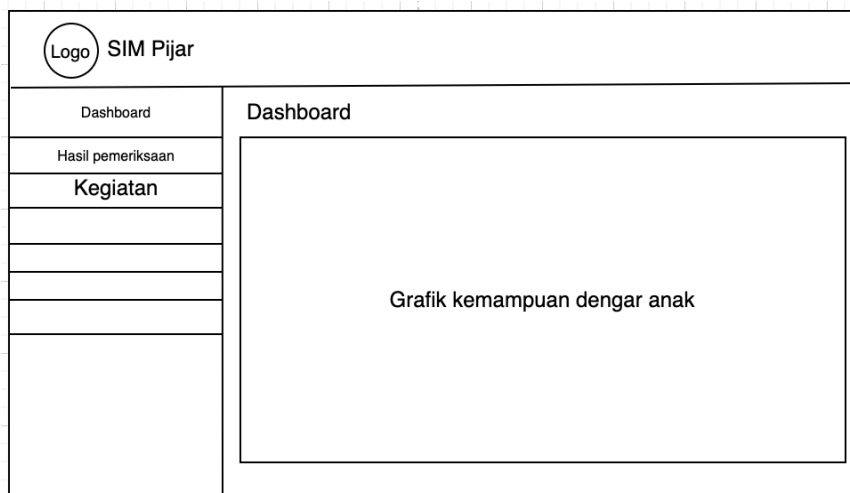 Logo
SIM Pijar
Dashboard
Hasil pemeriksaan
Kegiatan
Dashboard
Grafik kemampuan dengar anak